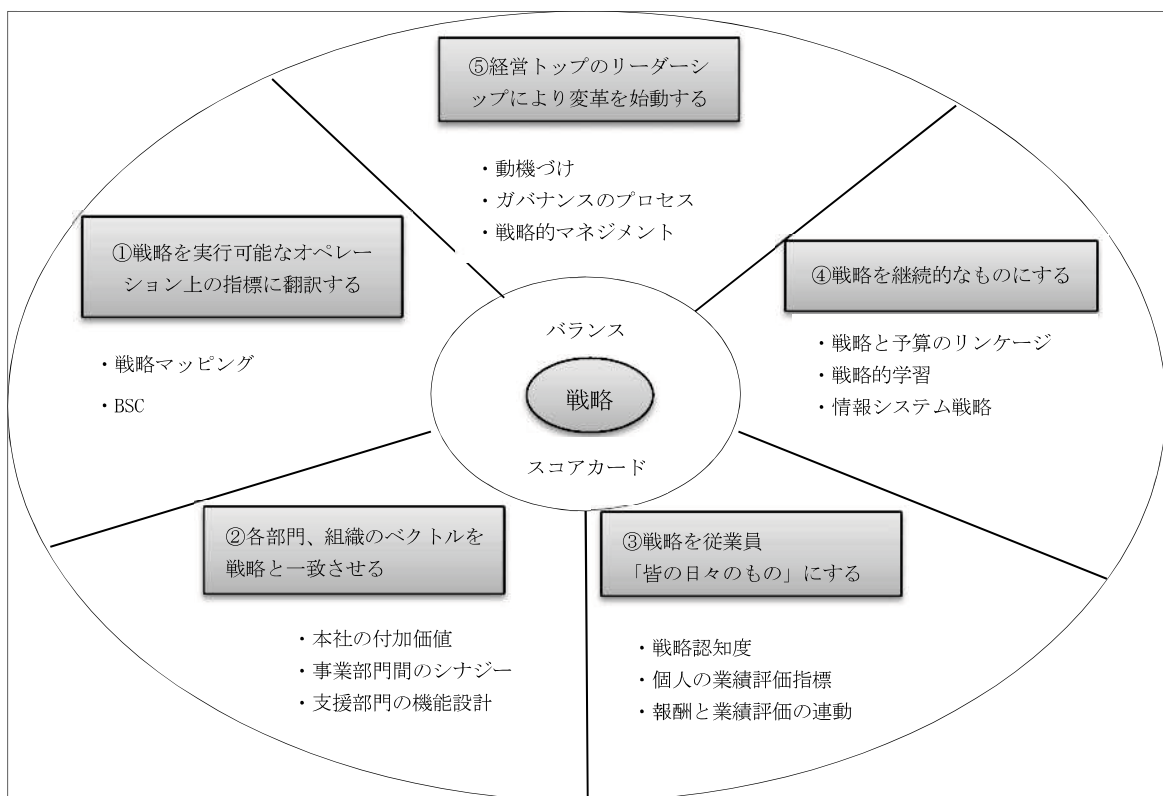 ⑤経営トップのリーダーシ
ップにより変革を始動する
・動機づけ
・ガバナンスのプロセス
・戦略的マネジメント
①戦略を実行可能なオペレー
ション上の指標に翻訳する
・戦略マッピング
・BSC
④戦略を継続的なものにする
・戦略と予算のリンケージ
・戦略的学習
・情報システム戦略
バランス
戦略
スコアカード
②各部門、組織のベクトルを
戦略と一致させる
・本社の付加価値
・事業部門間のシナジー
・支援部門の機能設計
③戦略を従業員
「皆の日々のもの」にする
・戦略認知度
・個人の業績評価指標
・報酬と業績評価の連動